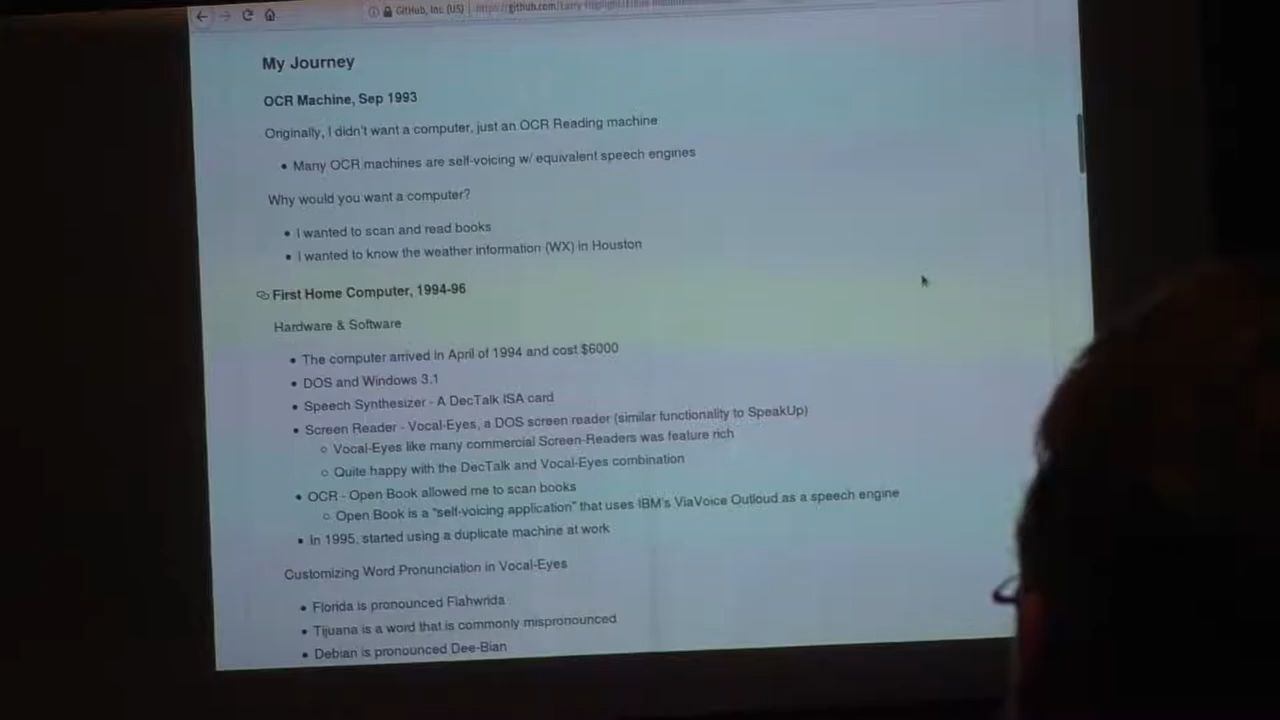 GitHub, Inc. (US)
My Journey
OCR Machine, Sep 1993
Originally, I didn't want a computer, just an OCR Reading machine
• Many OCR machines are self-voicing w/ equivalent speech engines
Why would you want a computer?
• I wanted to scan and read books
• I wanted to know the weather information (WX) in Houston
First Home Computer, 1994-96
Hardware & Software
• The computer arrived in April of 1994 and cost $6000
• DOS and Windows 3.1
• Speech Synthesizer - A DecTalk ISA card
• Screen Reader - Vocal-Eyes, a DOS screen reader (similar functionality to SpeakUp)
○ Vocal-Eyes like many commercial Screen-Readers was feature rich
○ Quite happy with the DecTalk and Vocal-Eyes combination
• OCR - Open Book allowed me to scan books
○ Open Book is a "self-voicing application" that uses IBM's ViaVoice Outloud as a speech engine
• In 1995, started using a duplicate machine at work
Customizing Word Pronunciation in Vocal-Eyes
• Florida is pronounced Flahwrida
• Tijuana is a word that is commonly mispronounced
• Debian is pronounced Dee-Bian